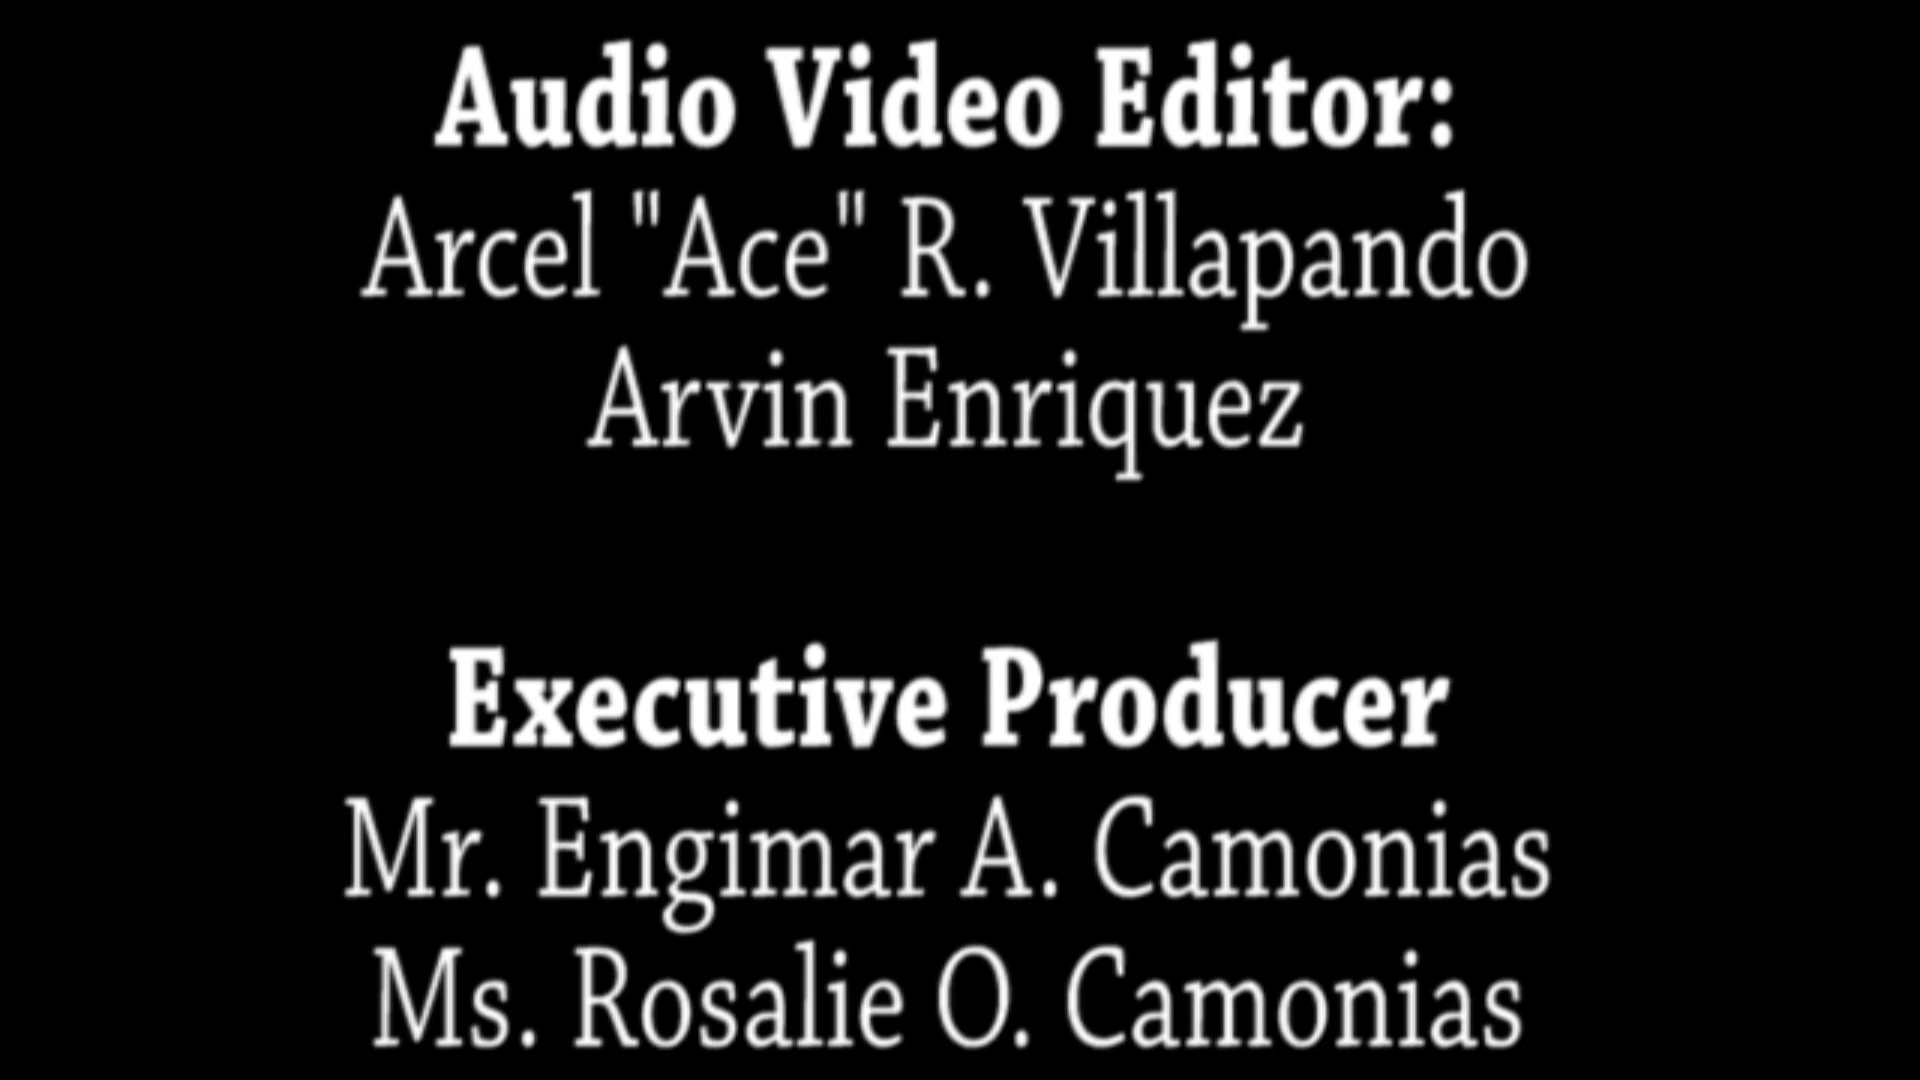 Audio Video Editor:
Arcel "Ace" R. Villapando
Arvin Enriquez
Executive Producer
Mr. Engimar A. Camonias
Ms. Rosalie O. Camonias